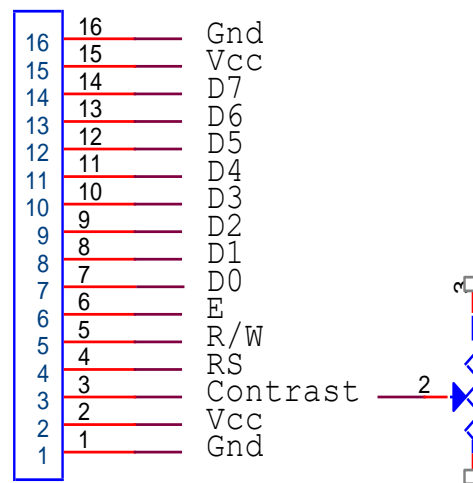 16 16 Gnd
15 15 Vcc
14 14 D7
13 13 D6
12 12 D5
11 11 D4
10 10 D3
9 9 D2
8 8 D1
7 7 D0
6 6 E
5 5 R/W
4 4 RS
3 3 Contrast 2
2 2 Vcc
1 1 Gnd
3